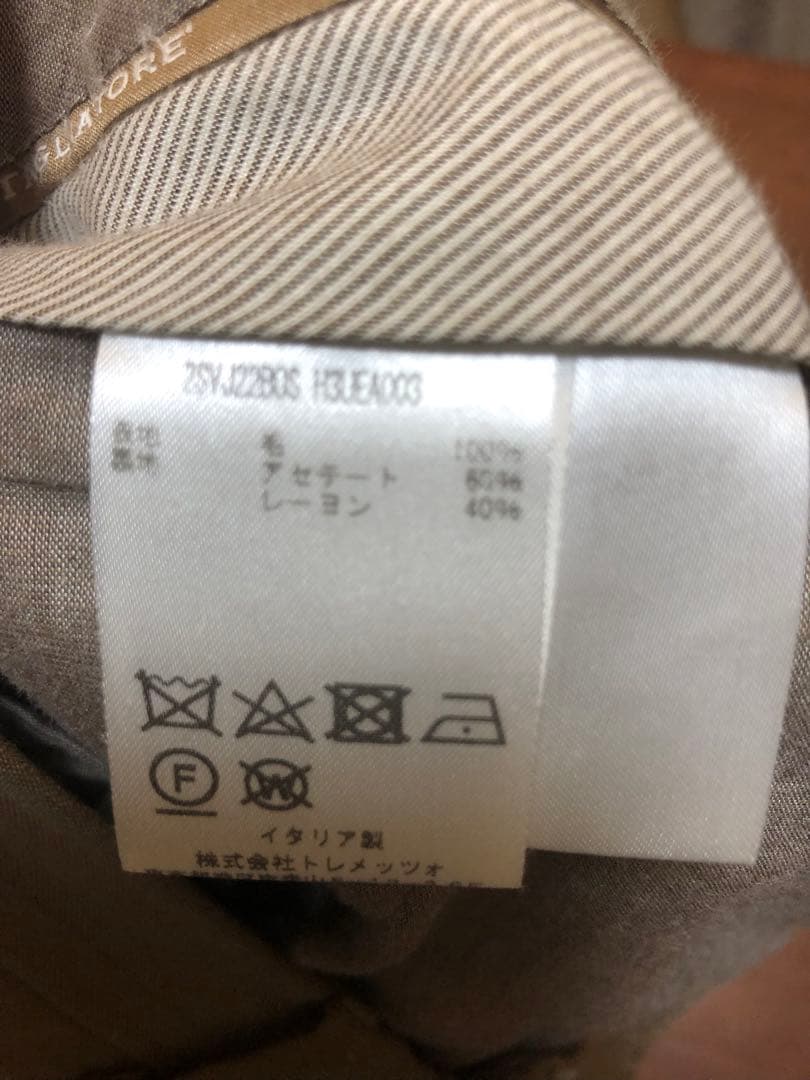 TAGLIATORE
2SVJ22B0S H3UEA003
表地 毛 100%
裏地 アセテート 60%
レーヨン 40%
F
W
イタリア製
株式会社トレメッツォ